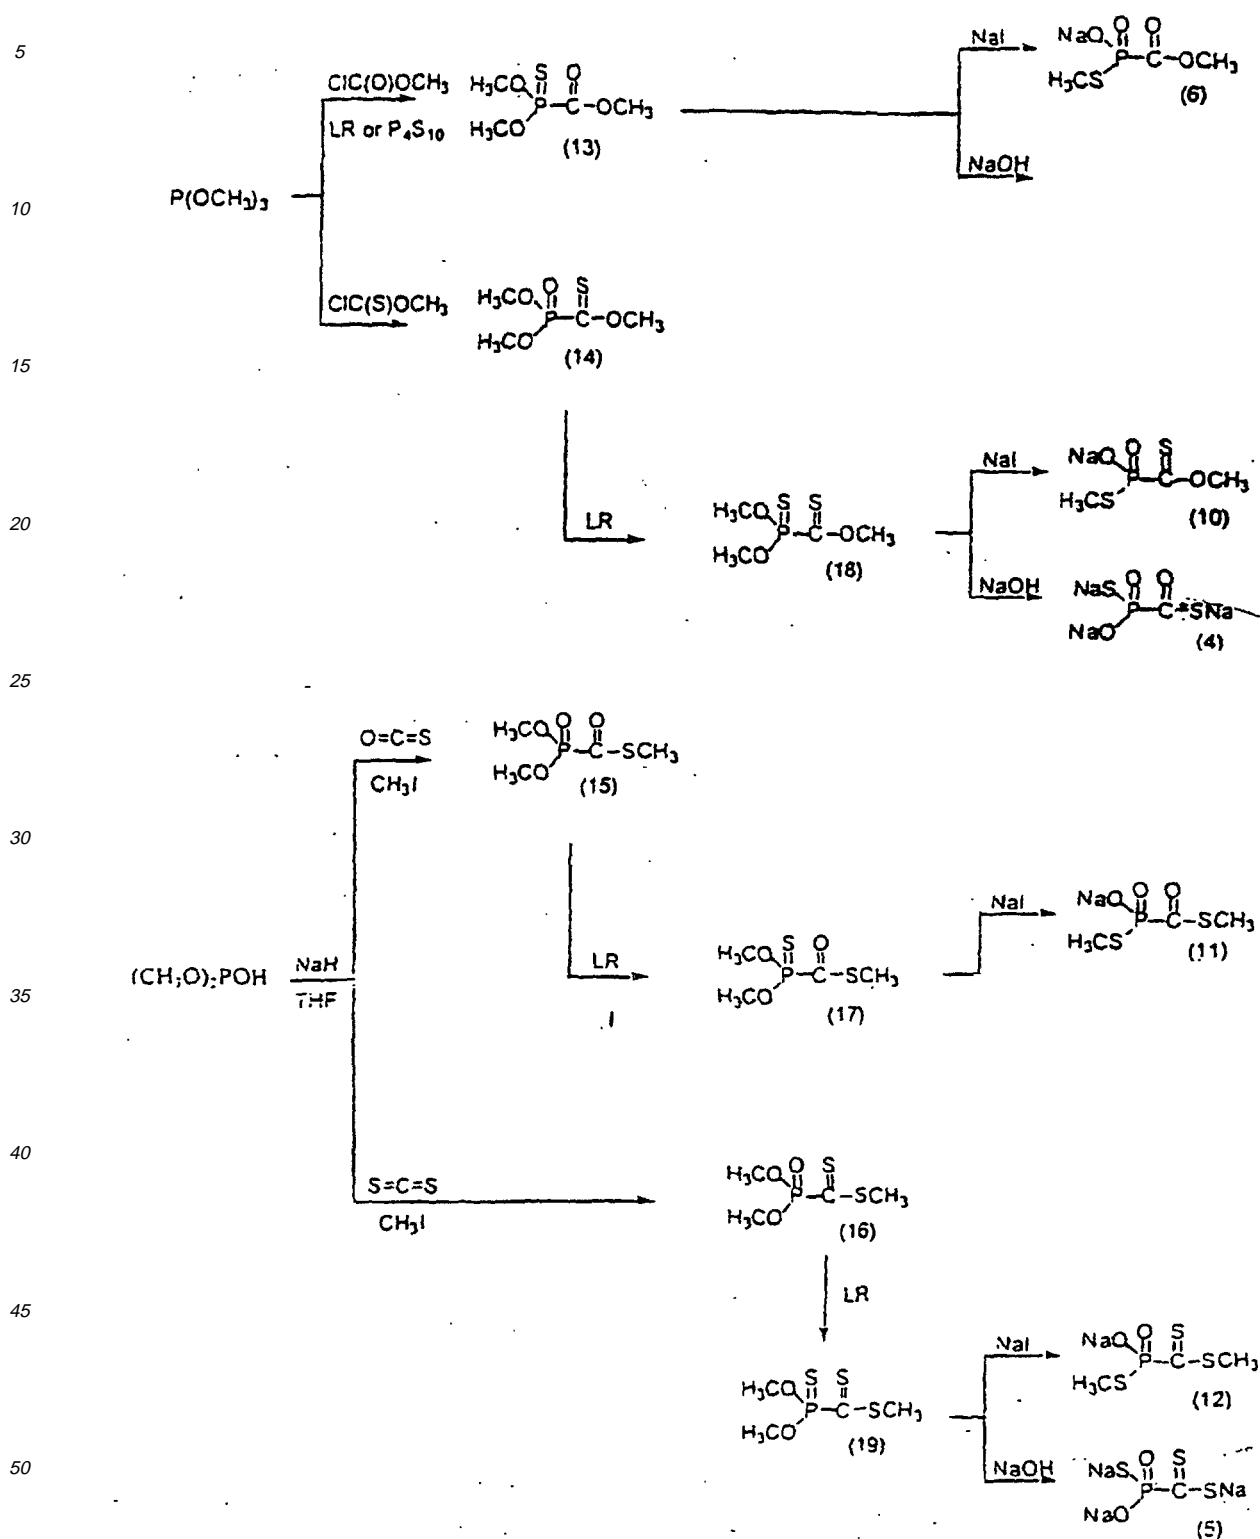 5
NaI
NaO O O
P–C–OCH₃
H₃CS
(6)
ClC(O)OCH₃
LR or P₄S₁₀
H₃CO S O
P–C–OCH₃
H₃CO
(13)
NaOH
10
P(OCH₃)₃
ClC(S)OCH₃
H₃CO O S
P–C–OCH₃
H₃CO
(14)
15
20
LR
H₃CO S S
P–C–OCH₃
H₃CO
(18)
NaI
NaO O S
P–C–OCH₃
H₃CS
(10)
NaOH
NaS O O
P–C–SNa
NaO
(4)
25
O=C=S
CH₃I
H₃CO O O
P–C–SCH₃
H₃CO
(15)
30
35
(CH₃O)₂POH
NaH
THF
LR
H₃CO S O
P–C–SCH₃
H₃CO
(17)
NaI
NaO O O
P–C–SCH₃
H₃CS
(11)
40
S=C=S
CH₃I
H₃CO O S
P–C–SCH₃
H₃CO
(16)
45
LR
H₃CO S S
P–C–SCH₃
H₃CO
(19)
NaI
NaO O S
P–C–SCH₃
H₃CS
(12)
50
NaOH
NaS O S
P–C–SNa
NaO
(5)